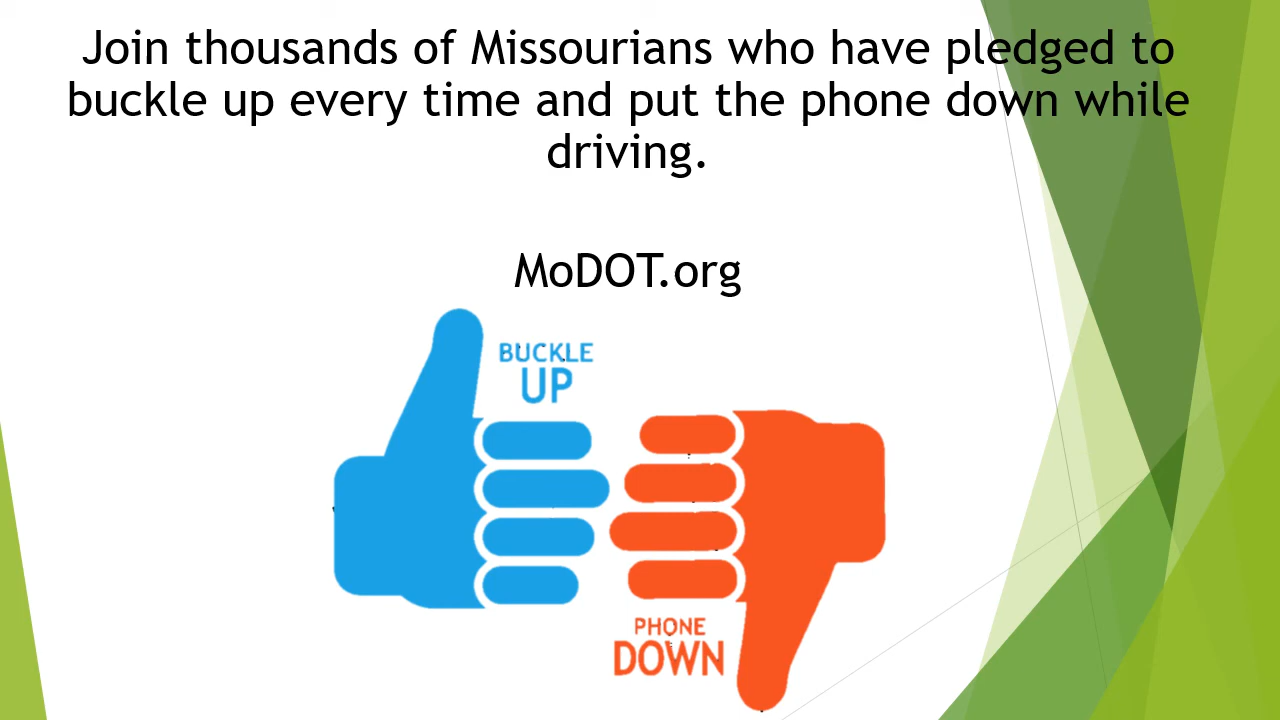 Join thousands of Missourians who have pledged to
buckle up every time and put the phone down while
driving.
MoDOT.org
BUCKLE
UP
PHONE
DOWN